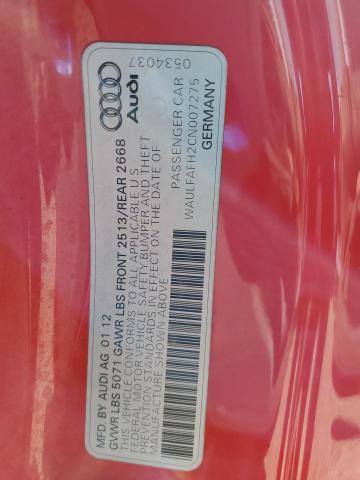 MFD. BY AUDI AG 01 12
GVWR LBS 5071 GAWR LBS FRONT 2513/REAR 2668
THIS VEHICLE CONFORMS TO ALL APPLICABLE U S
FEDERAL MOTOR VEHICLE SAFETY BUMPER AND THEFT
PREVENTION STANDARDS IN EFFECT ON THE DATE OF
MANUFACTURE SHOWN ABOVE
PASSENGER CAR
WAULFAFH2CN007275
GERMANY
Audi
0534037